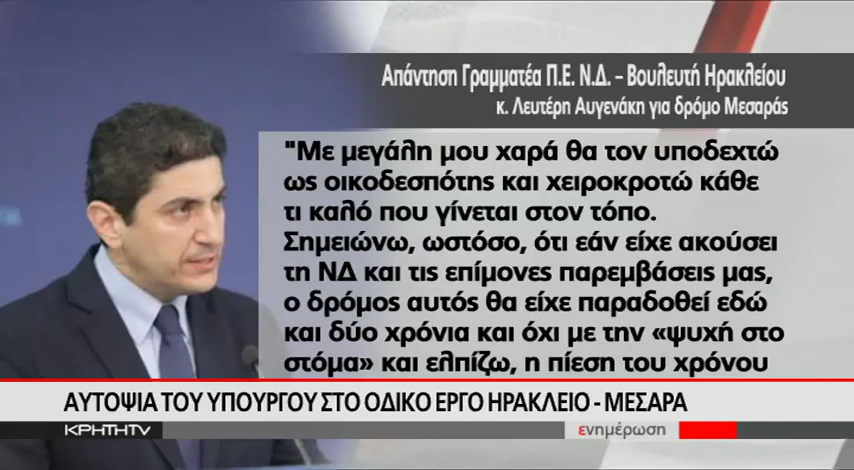 Απάντηση Γραμματέα Π.Ε. Ν.Δ. – Βουλευτή Ηρακλείου
κ. Λευτέρη Αυγενάκη για δρόμο Μεσαράς
"Με μεγάλη μου χαρά θα τον υποδεχτώ
ως οικοδεσπότης και χειροκροτώ κάθε
τι καλό που γίνεται στον τόπο.
Σημειώνω, ωστόσο, ότι εάν είχε ακούσει
τη ΝΔ και τις επίμονες παρεμβάσεις μας,
ο δρόμος αυτός θα είχε παραδοθεί εδώ
και δύο χρόνια και όχι με την «ψυχή στο
στόμα» και ελπίζω, η πίεση του χρόνου
ΑΥΤΟΨΙΑ ΤΟΥ ΥΠΟΥΡΓΟΥ ΣΤΟ ΟΔΙΚΟ ΕΡΓΟ ΗΡΑΚΛΕΙΟ - ΜΕΣΑΡΑ
ΚΡΗΤΗTV
ενημέρωση